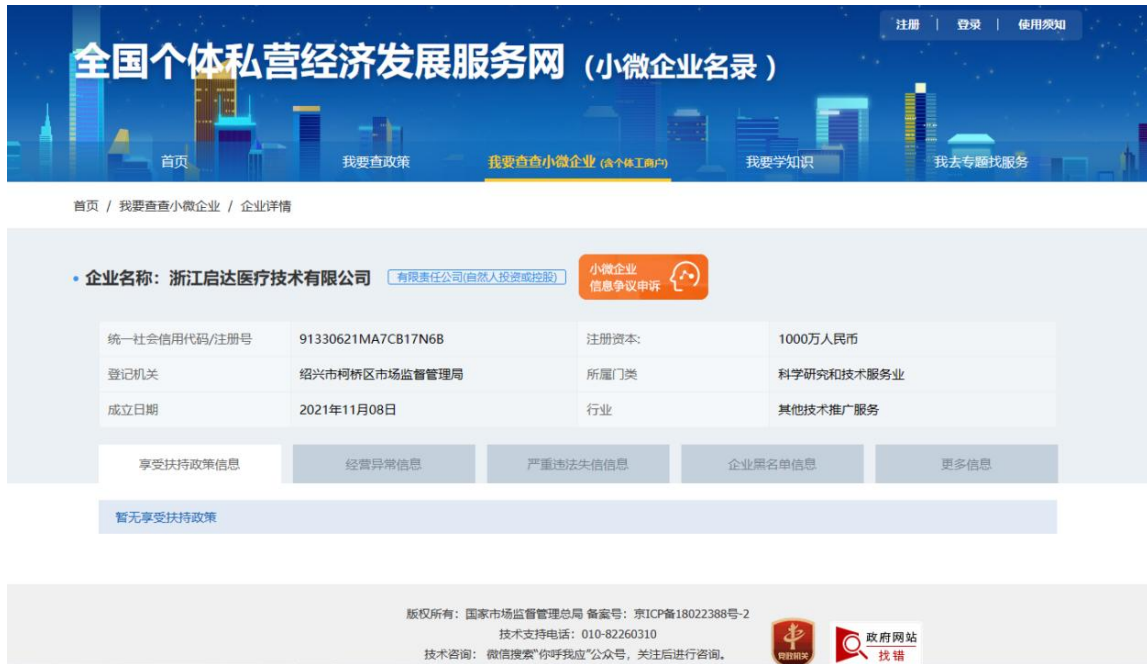 注册 | 登录 | 使用须知
全国个体私营经济发展服务网 (小微企业名录 )
首页 我要查政策 我要查查小微企业 (含个体工商户) 我要学知识 我去专题找服务
首页 / 我要查查小微企业 / 企业详情
企业名称: 浙江启达医疗技术有限公司 有限责任公司(自然人投资或控股)
小微企业
信息争议申诉
统一社会信用代码/注册号 91330621MA7CB17N6B 注册资本: 1000万人民币
登记机关 绍兴市柯桥区市场监督管理局 所属门类 科学研究和技术服务业
成立日期 2021年11月08日 行业 其他技术推广服务
享受扶持政策信息 经营异常信息 严重违法失信信息 企业黑名单信息 更多信息
暂无享受扶持政策
版权所有: 国家市场监督管理总局 备案号: 京ICP备18022388号-2
技术支持电话: 010-82260310
技术咨询: 微信搜索"你呼我应"公众号, 关注后进行咨询。
党政机关
政府网站
找错